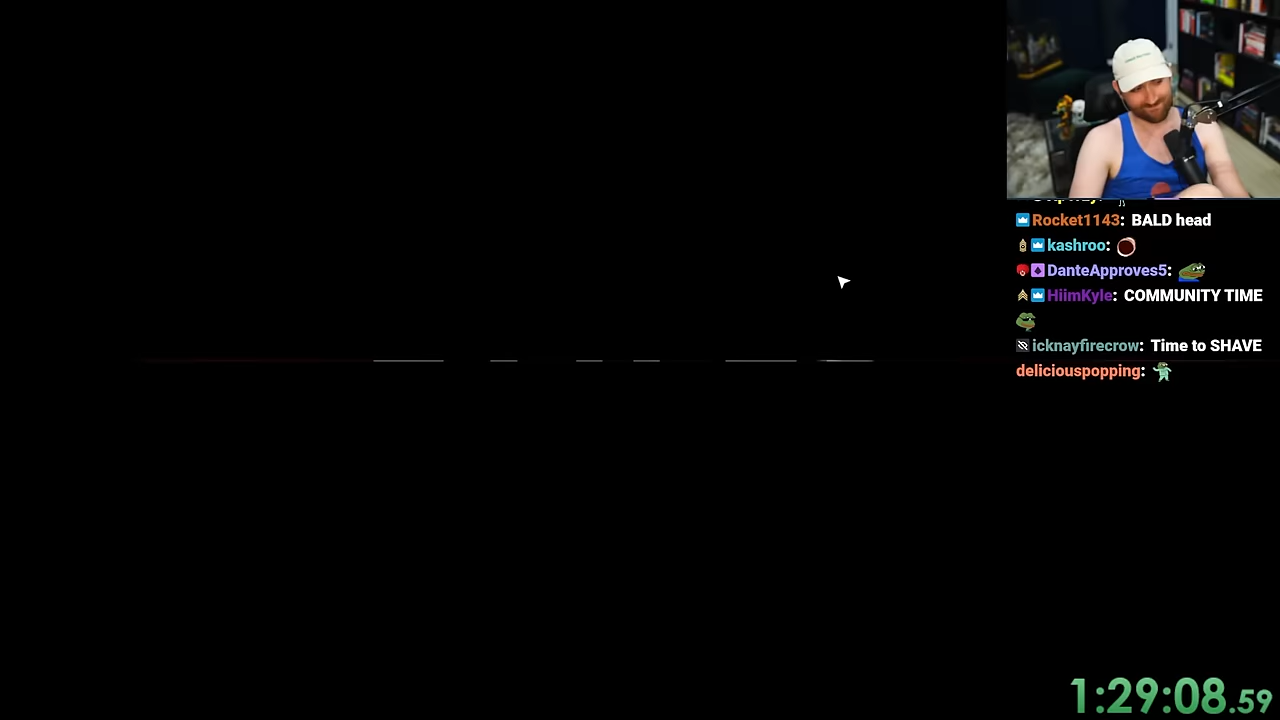 Rocket1143: BALD head
kashroo:
DanteApproves5:
HiimKyle: COMMUNITY TIME
icknayfirecrow: Time to SHAVE
deliciouspopping:
1:29:08.59